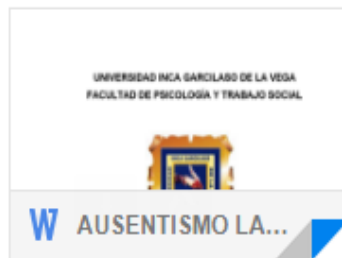 UNIVERSIDAD INCA GARCILASO DE LA VEGA
FACULTAD DE PSICOLOGÍA Y TRABAJO SOCIAL
W AUSENTISMO LA...